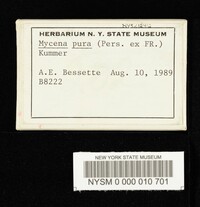 HERBARIUM N. Y. STATE MUSEUM
Mycena pura (Pers. ex FR.)
Kummer
A.E. Bessette Aug. 10, 1989
B8222
NEW YORK STATE MUSEUM
NYSM 0 000 010 701